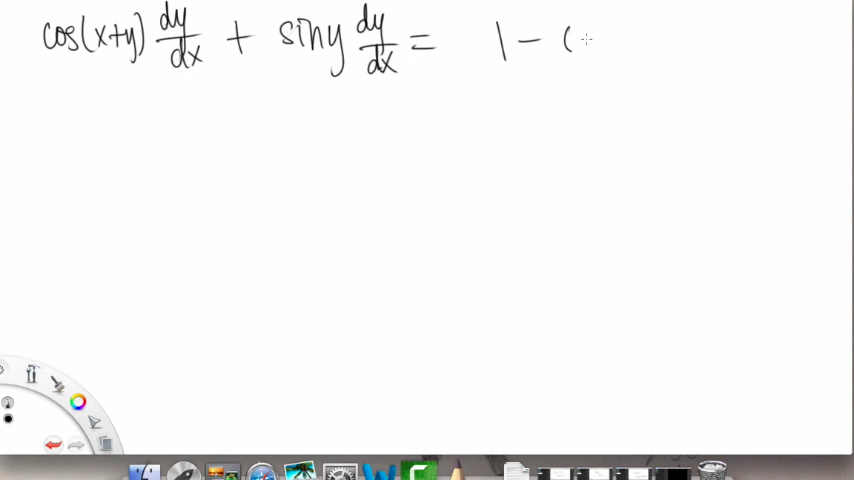 cos(x+y) dy/dx + siny dy/dx = 1 - (